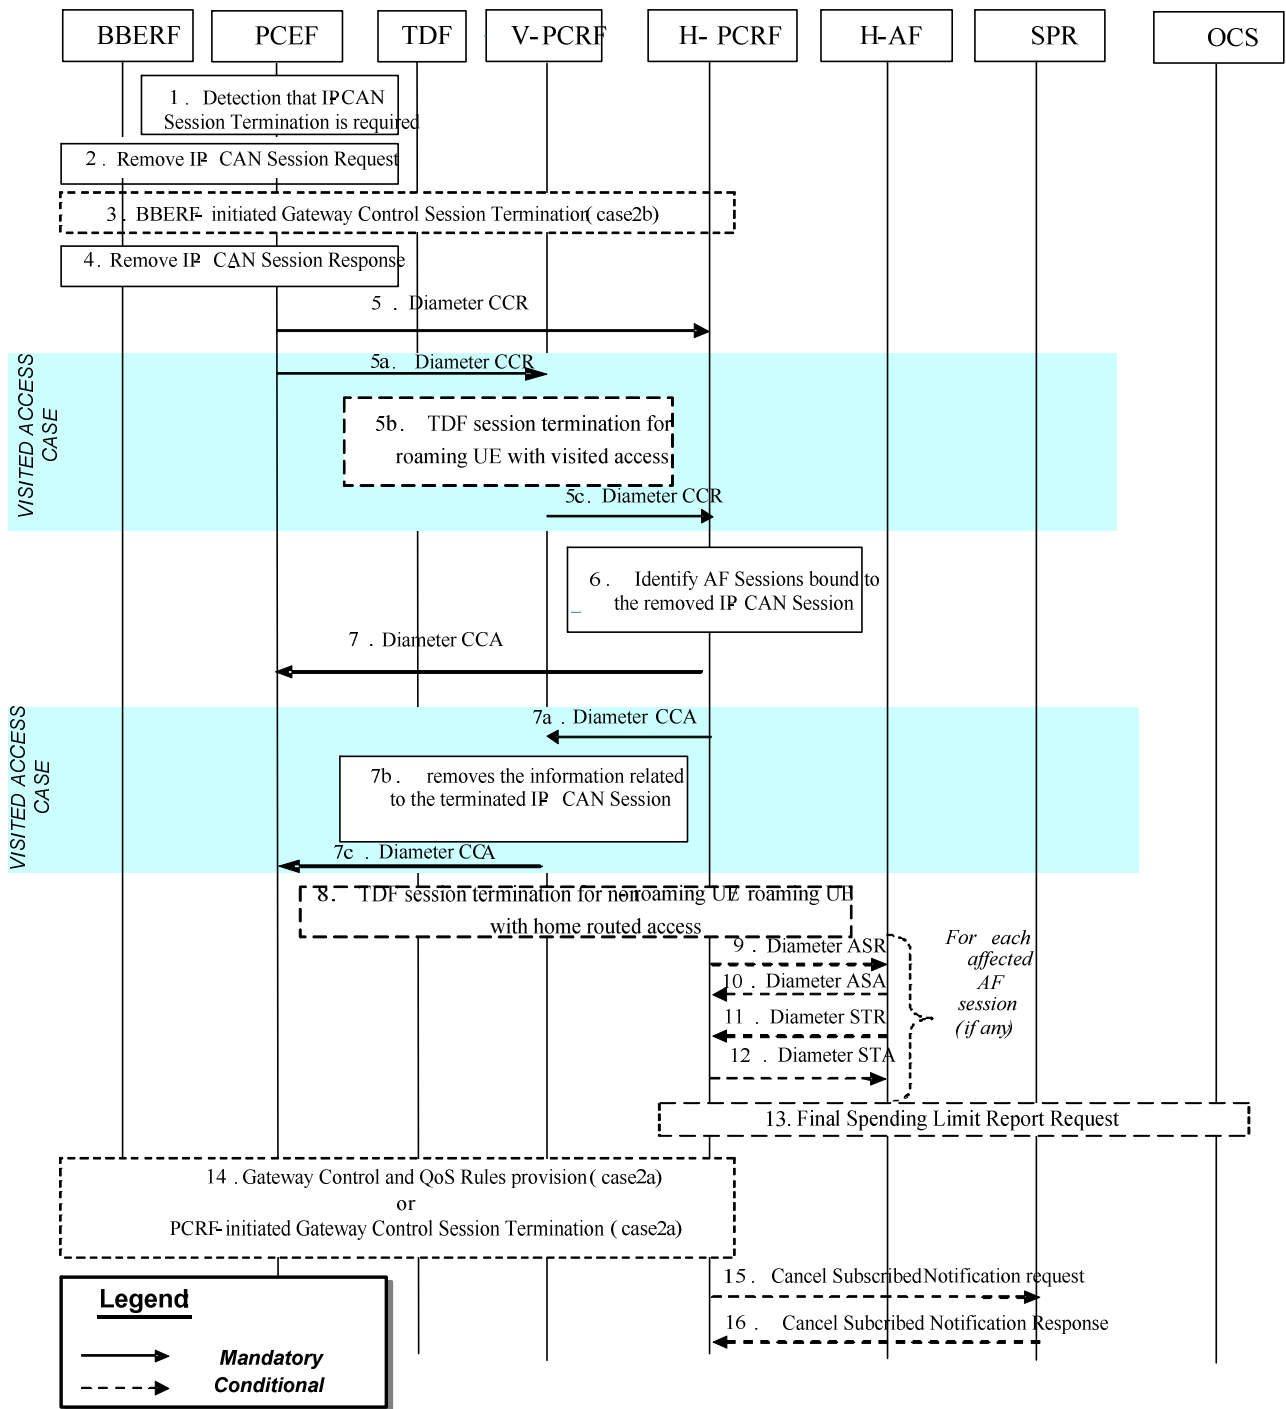 BBERF PCEF TDF V-PCRF H- PCRF H-AF SPR OCS
1 . Detection that IP-CAN
Session Termination is required
2 . Remove IP- CAN Session Request
3 . BBERF- initiated Gateway Control Session Termination( case2b)
4 . Remove IP- CAN Session Response
5 . Diameter CCR
VISITED ACCESS
CASE
5a. Diameter CCR
5b. TDF session termination for
roaming UE with visited access
5c. Diameter CCR
6 . Identify AF Sessions bound to
the removed IP- CAN Session
7 . Diameter CCA
VISITED ACCESS
CASE
7a . Diameter CCA
7b . removes the information related
to the terminated IP- CAN Session
7c . Diameter CCA
8. TDF session termination for non-roaming UE/ roaming UE
with home routed access
9 . Diameter ASR
10 . Diameter ASA
11 . Diameter STR
12 . Diameter STA
For each
affected
AF
session
(if any)
13. Final Spending Limit Report Request
14 . Gateway Control and QoS Rules provision ( case2a)
or
PCRF-initiated Gateway Control Session Termination ( case2a)
15 . Cancel Subscribed Notification request
16 . Cancel Subcribed Notification Response
Legend
Mandatory
Conditional